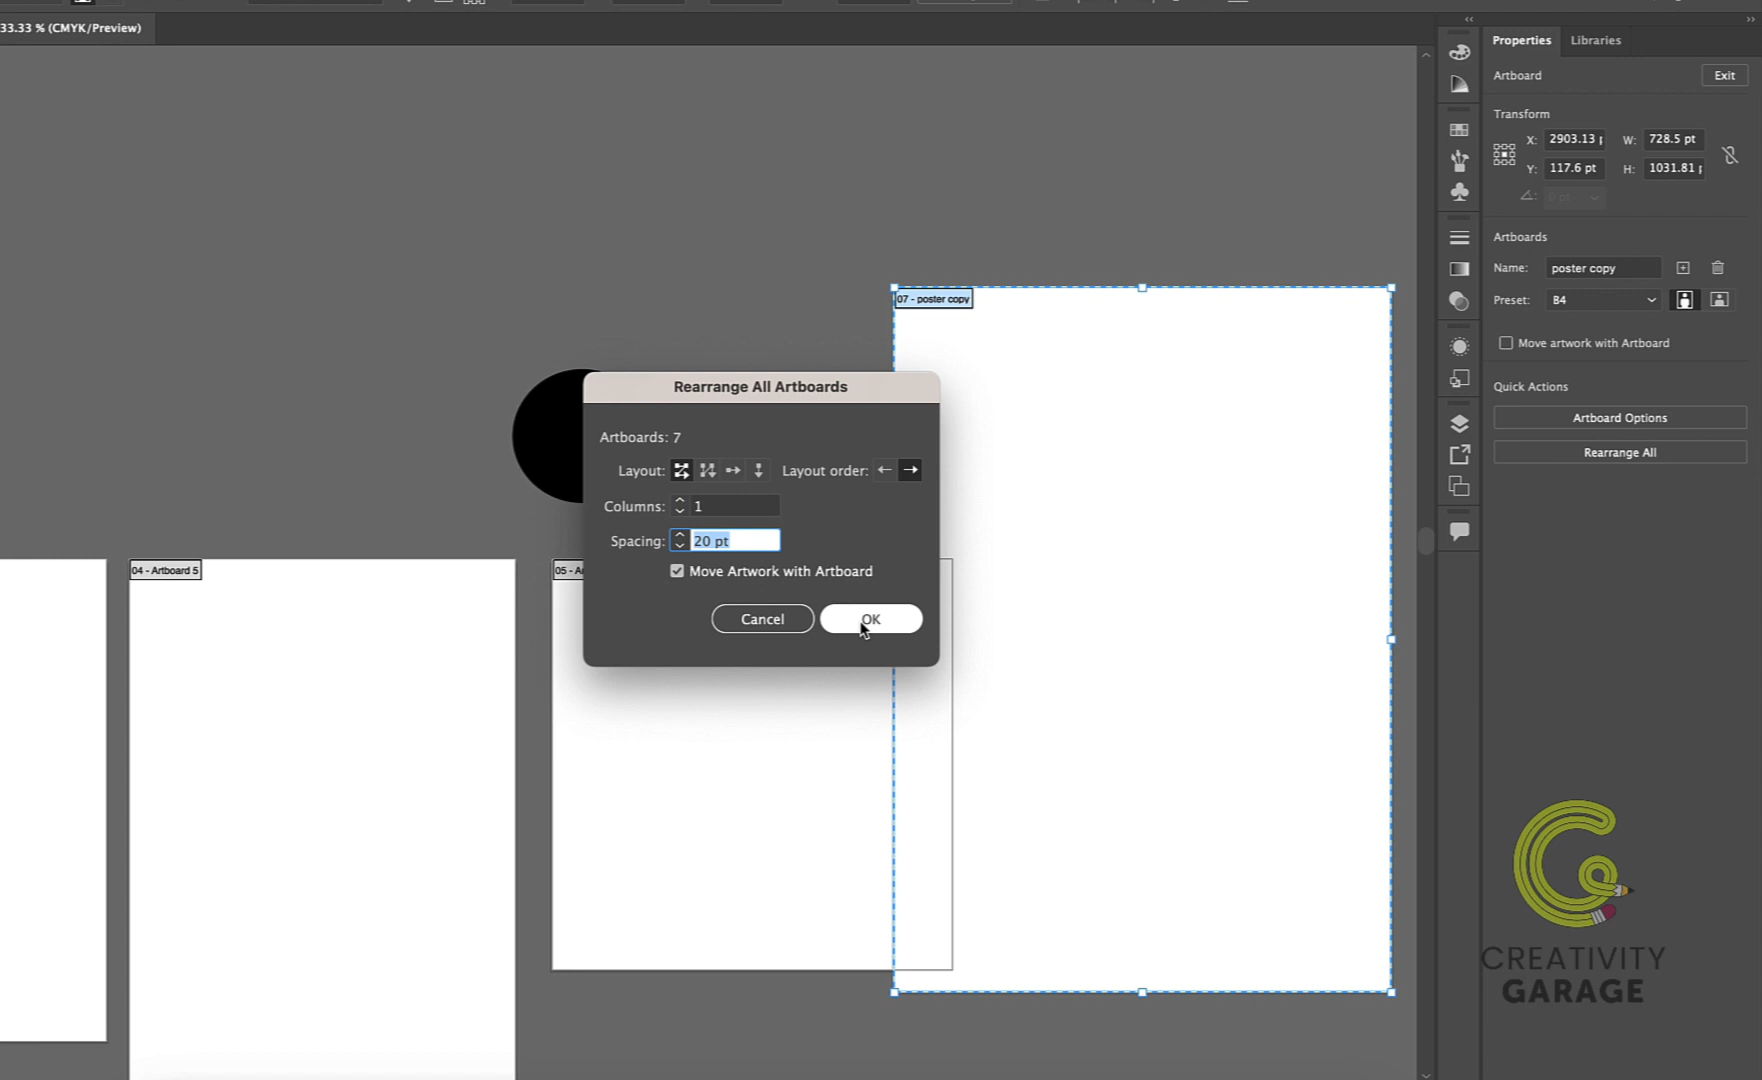 33.33 % (CMYK/Preview)
Properties
Libraries
Artboard
Exit
Transform
X: 2903.13 W: 728.5 pt
Y: 117.6 pt H: 1031.81
0 pt
Artboards
Name: poster copy
Preset: B4
Move artwork with Artboard
Quick Actions
Artboard Options
Rearrange All
07 - poster copy
Rearrange All Artboards
Artboards: 7
Layout: Layout order:
Columns: 1
Spacing: 20 pt
Move Artwork with Artboard
Cancel OK
04 - Artboard 5
05 - A
CREATIVITY
GARAGE